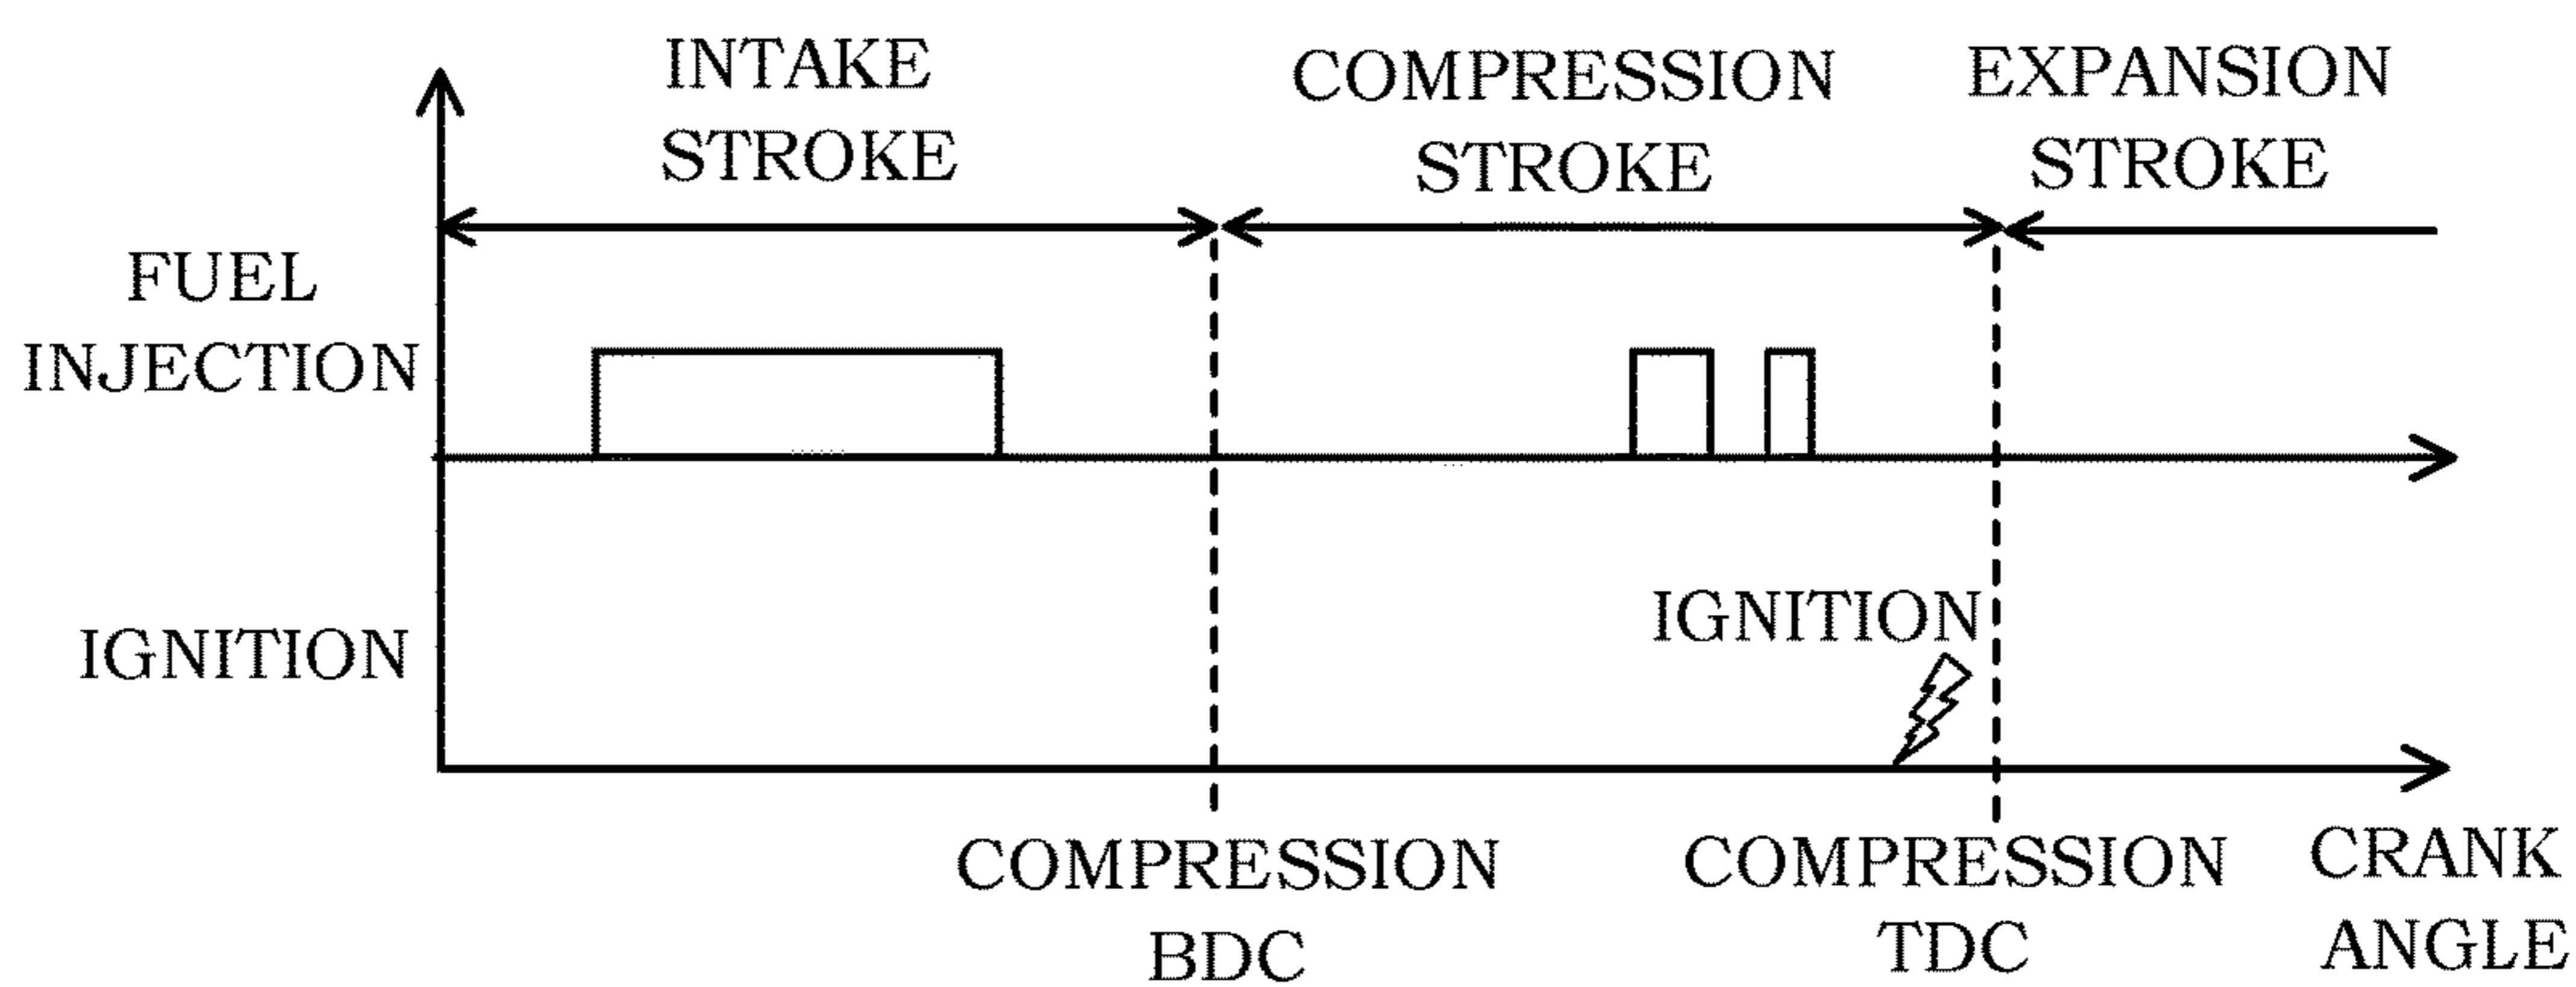 INTAKE
STROKE
COMPRESSION
STROKE
EXPANSION
STROKE
FUEL
INJECTION
IGNITION
IGNITION
COMPRESSION
BDC
COMPRESSION
TDC
CRANK
ANGLE